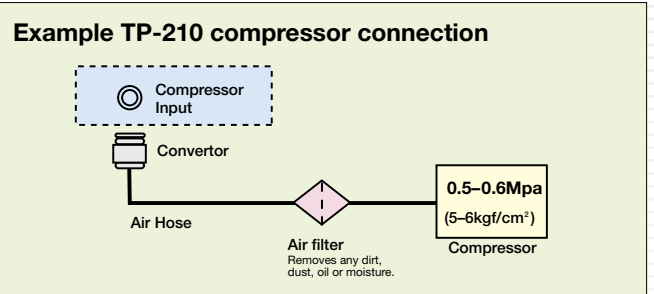 Example TP-210 compressor connection
Compressor
Input
Convertor
0.5–0.6Mpa
(5–6kgf/cm²)
Air Hose
Compressor
Air filter
Removes any dirt,
dust, oil or moisture.